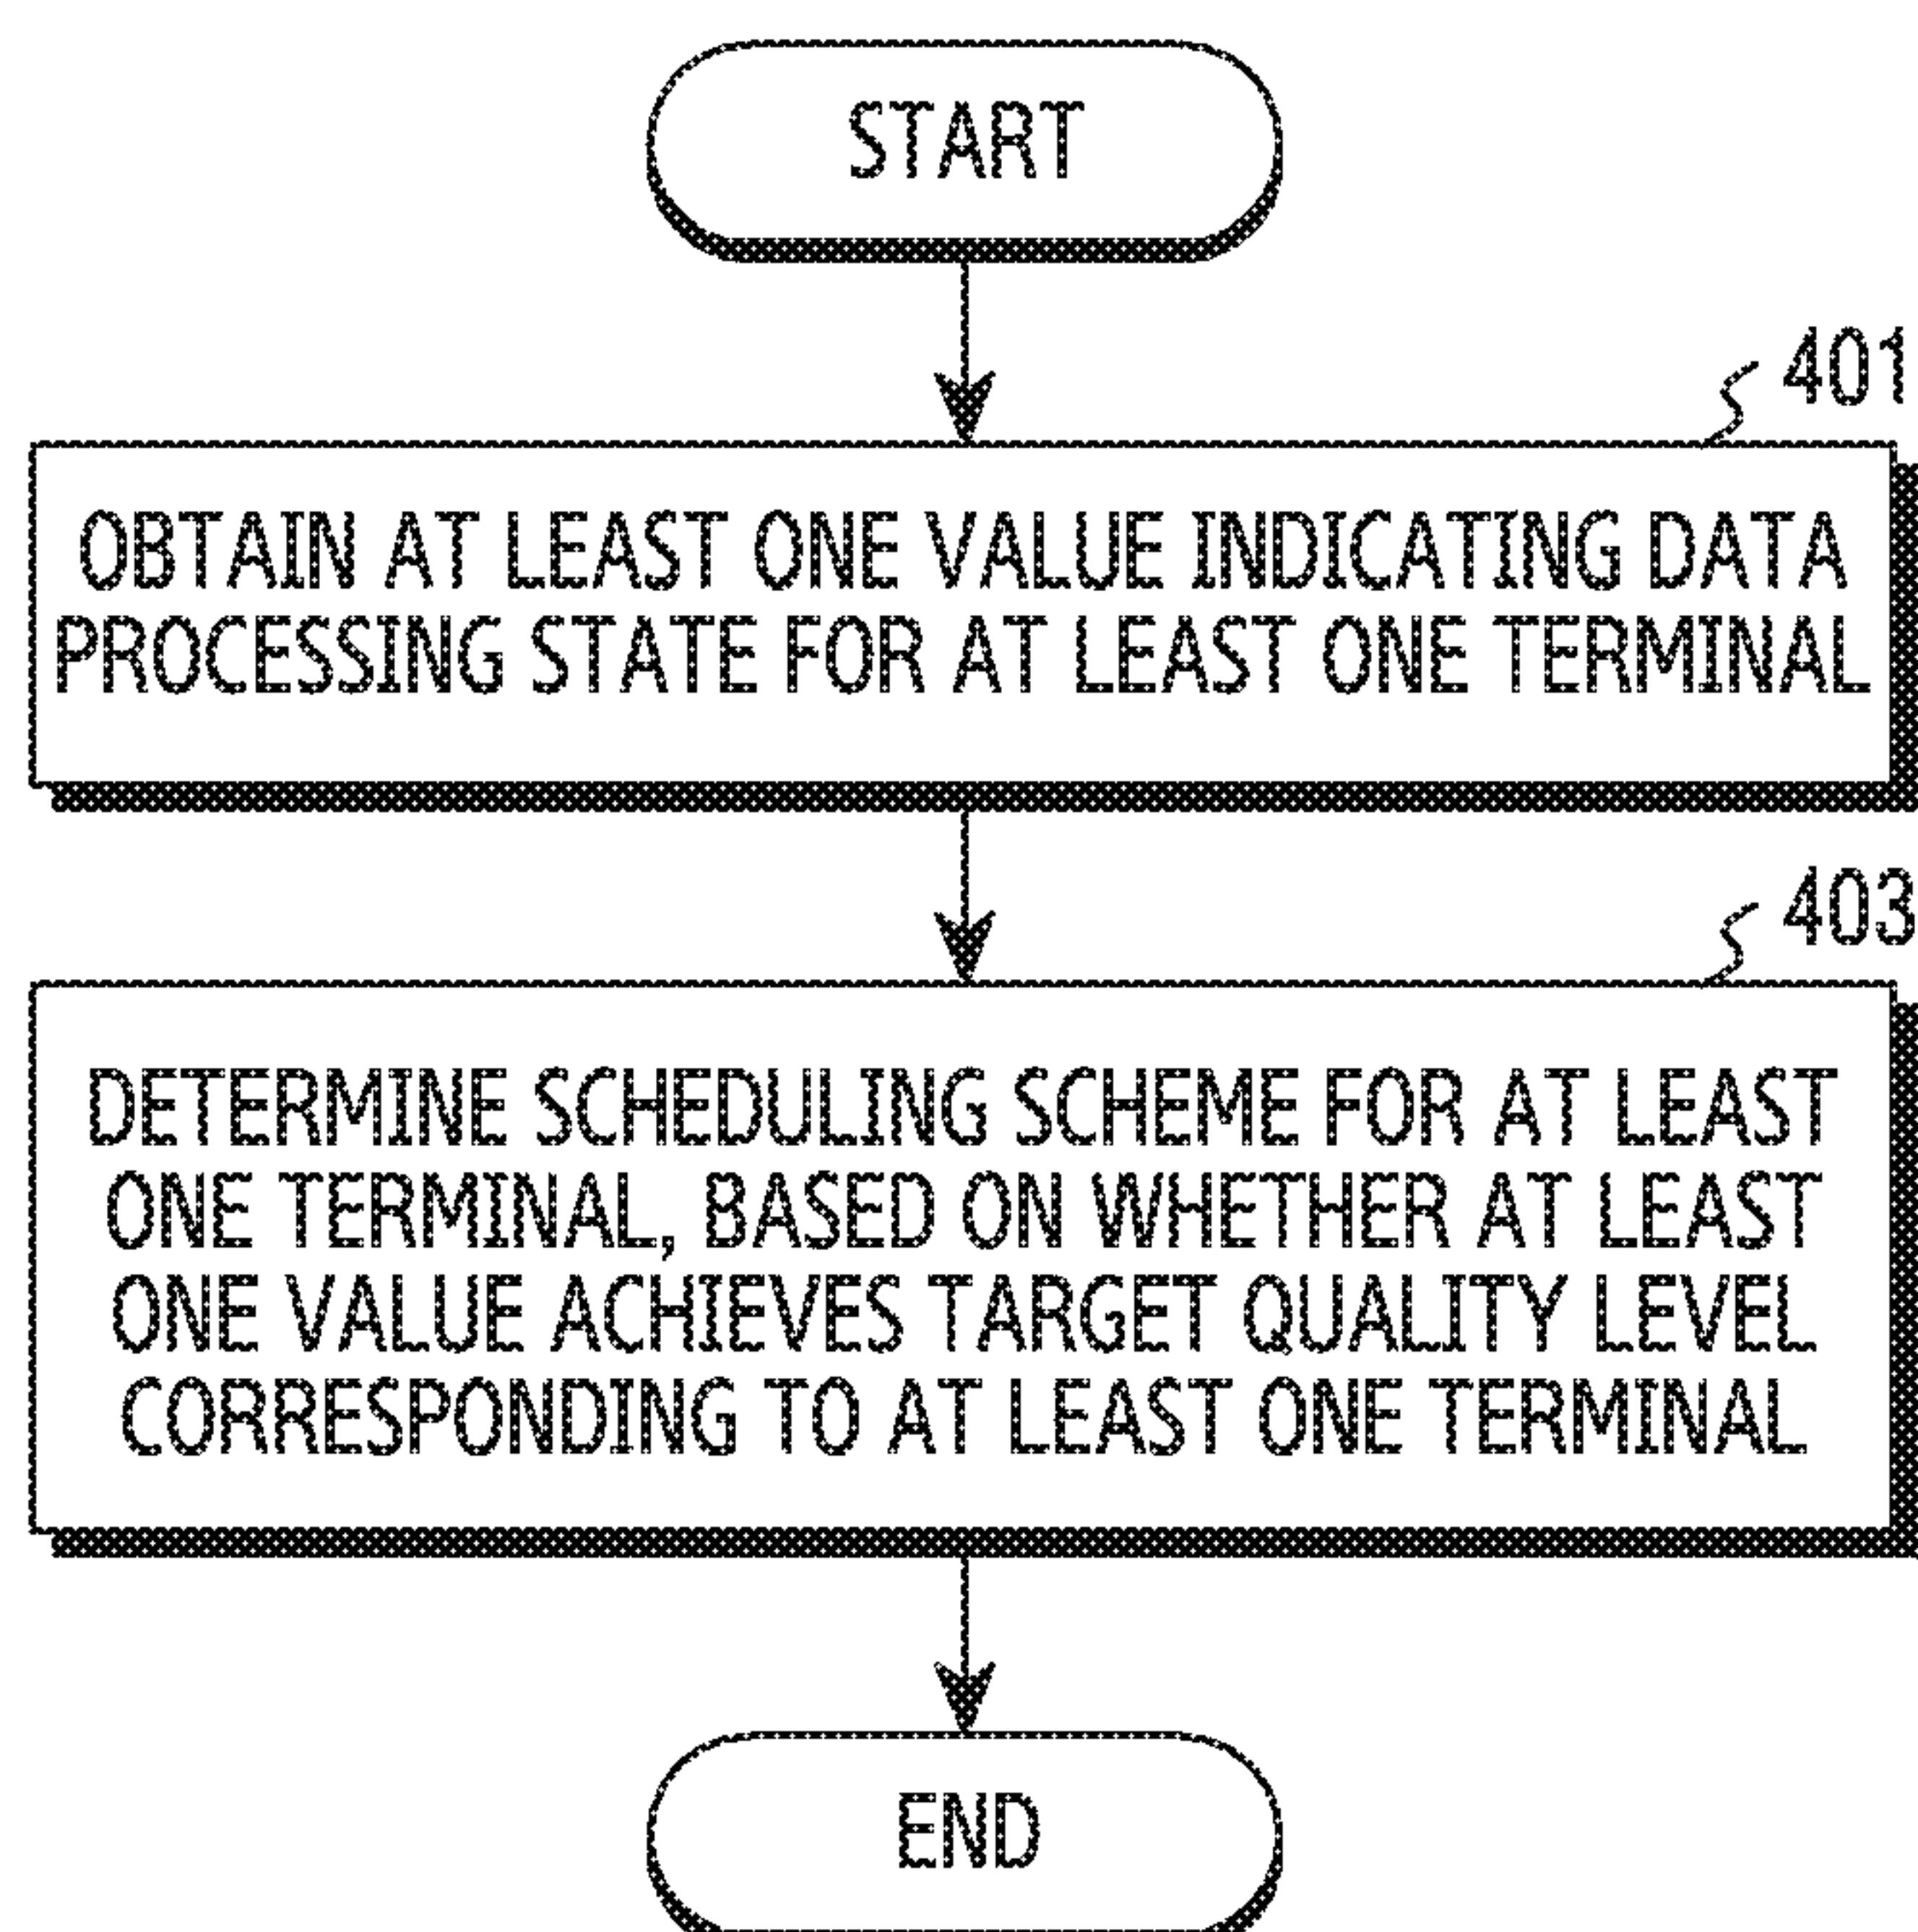 START
401
OBTAIN AT LEAST ONE VALUE INDICATING DATA
PROCESSING STATE FOR AT LEAST ONE TERMINAL
403
DETERMINE SCHEDULING SCHEME FOR AT LEAST
ONE TERMINAL, BASED ON WHETHER AT LEAST
ONE VALUE ACHIEVES TARGET QUALITY LEVEL
CORRESPONDING TO AT LEAST ONE TERMINAL
END